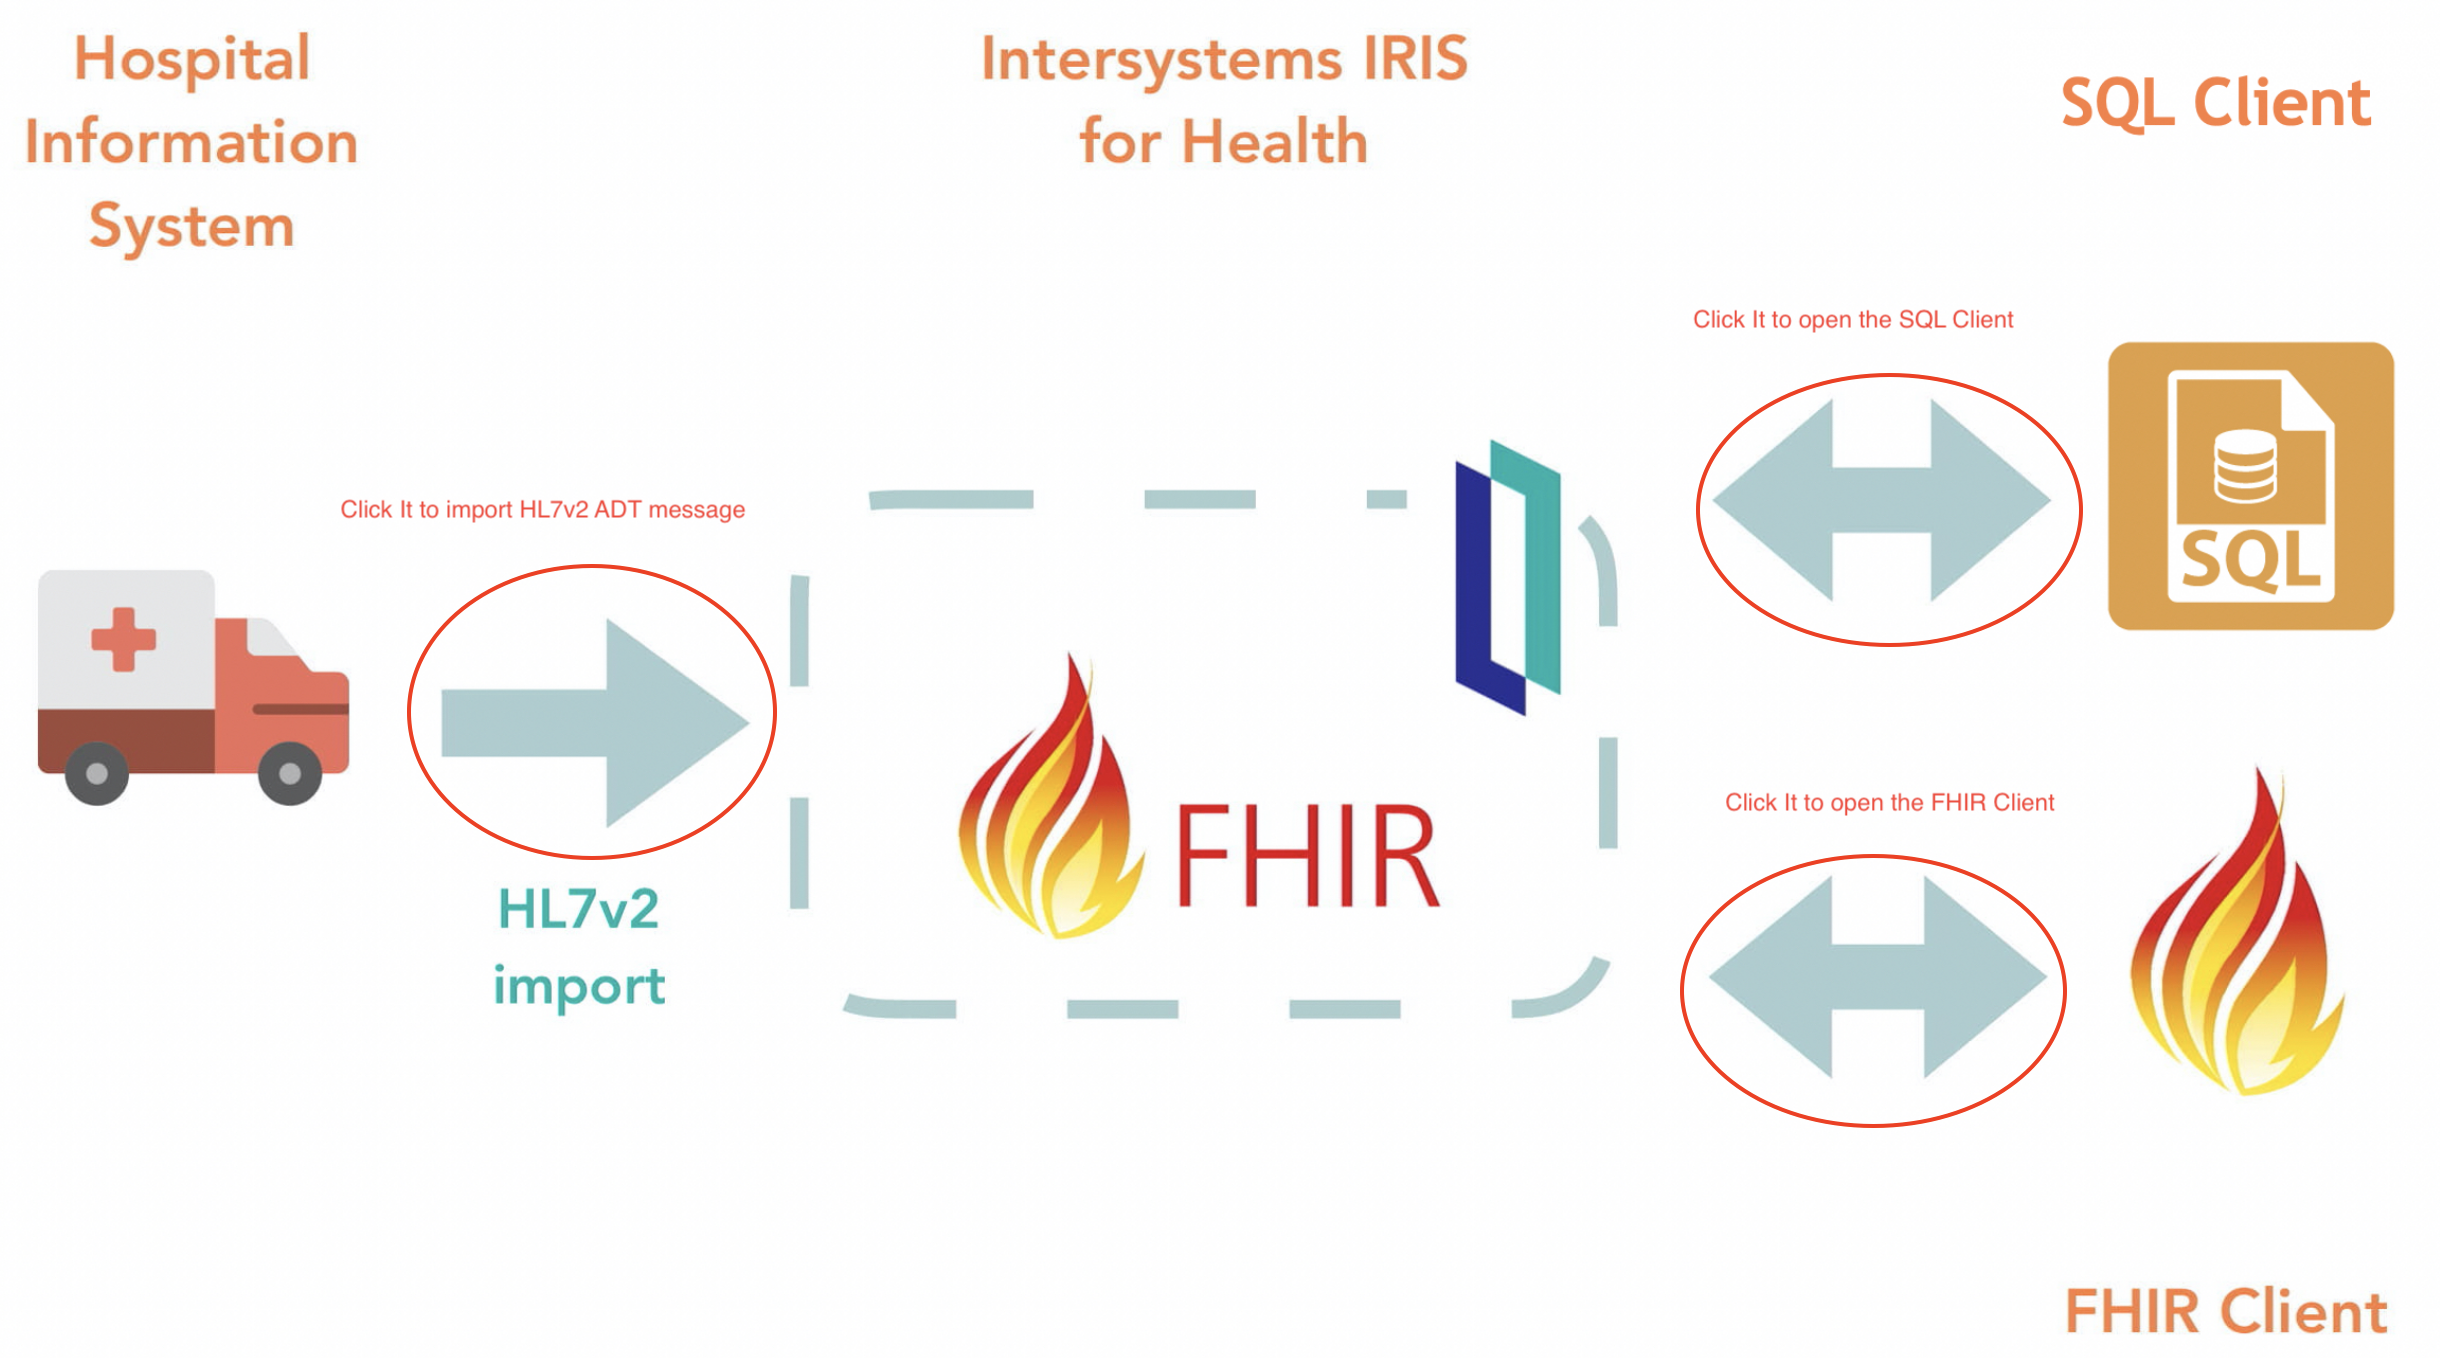 Hospital
Information
System
Intersystems IRIS
for Health
SQL Client
Click It to open the SQL Client
SQL
Click It to import HL7v2 ADT message
HL7v2
import
FHIR
Click It to open the FHIR Client
FHIR Client